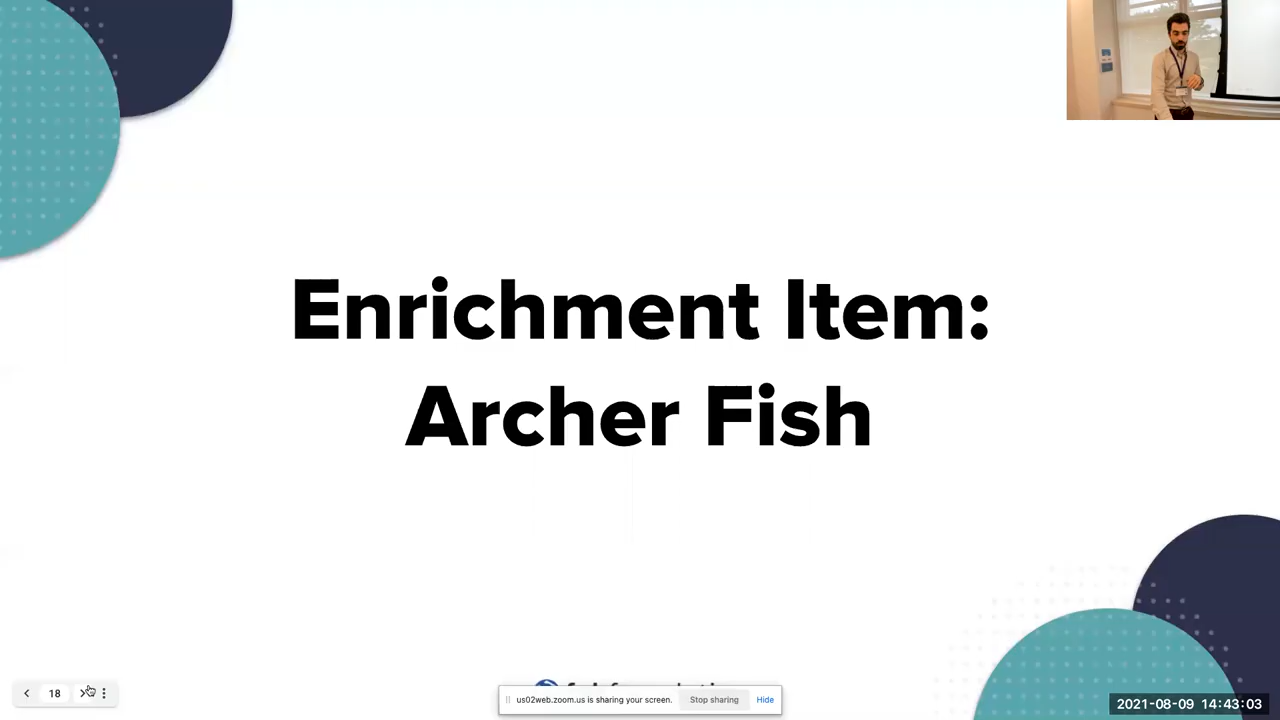 Enrichment Item:
Archer Fish
18
us02web.zoom.us is sharing your screen.
Stop sharing
Hide
2021-08-09 14:43:03